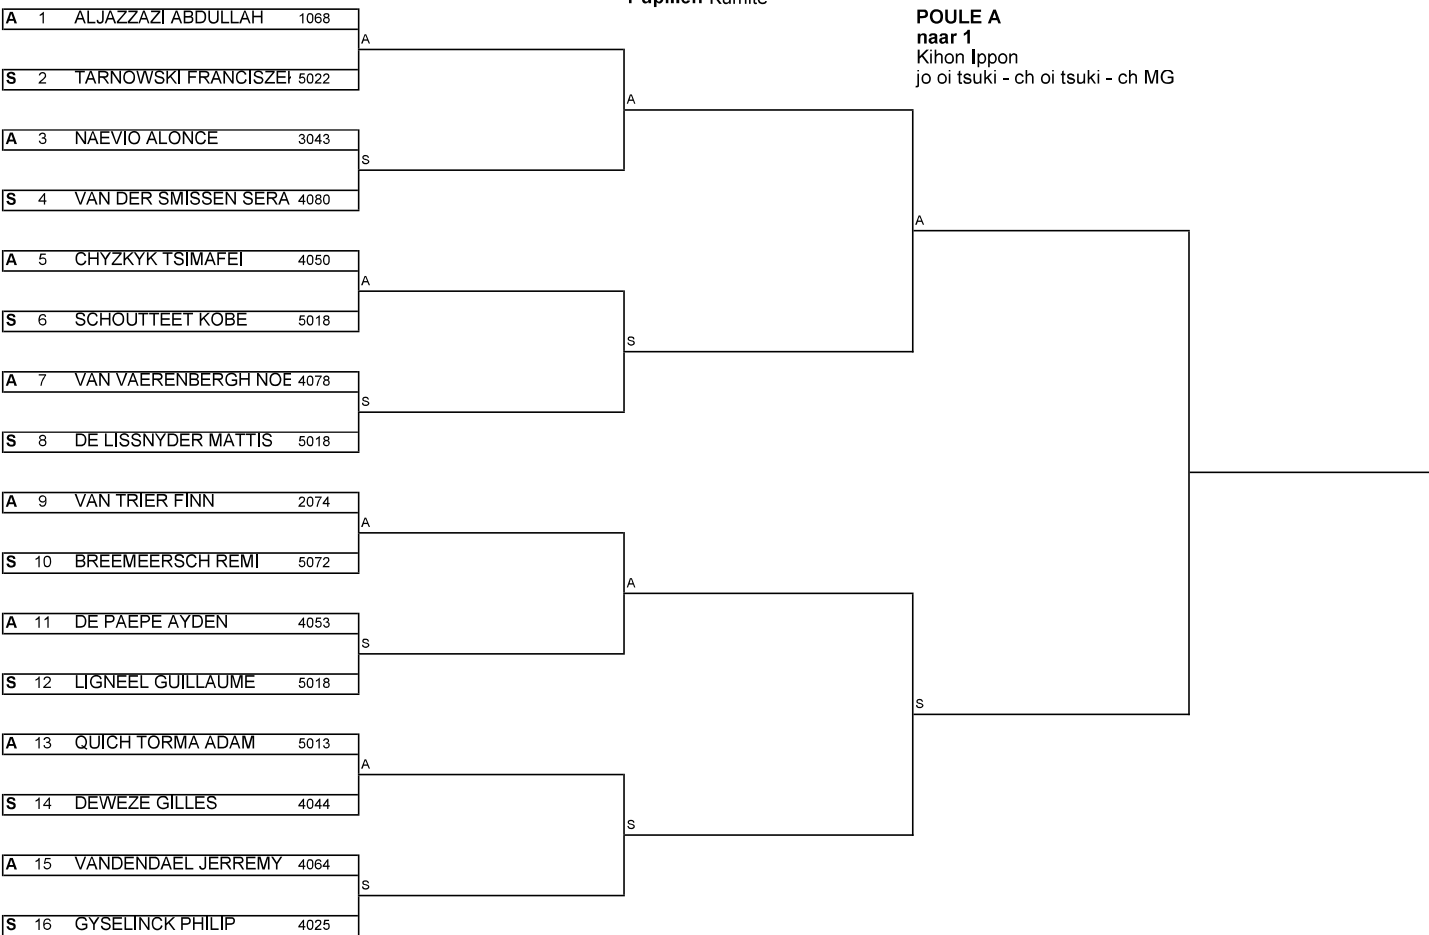 Pupillen Kumite
POULE A
naar 1
Kihon Ippon
jo oi tsuki - ch oi tsuki - ch MG
A 1 ALJAZZAZI ABDULLAH 1068
A
S 2 TARNOWSKI FRANCISZE 5022
A
A 3 NAEVIO ALONCE 3043
S
S 4 VAN DER SMISSEN SERA 4080
A
A 5 CHYZKYK TSIMAFEI 4050
A
S 6 SCHOUTTEET KOBE 5018
S
A 7 VAN VAERENBERGH NOE 4078
S
S 8 DE LISSNYDER MATTIS 5018
A 9 VAN TRIER FINN 2074
A
S 10 BREEMEERSCH REMI 5072
A
A 11 DE PAEPE AYDEN 4053
S
S 12 LIGNEEL GUILLAUME 5018
S
A 13 QUICH TORMA ADAM 5013
A
S 14 DEWEZE GILLES 4044
S
A 15 VANDENDAEL JERREMY 4064
S
S 16 GYSELINCK PHILIP 4025